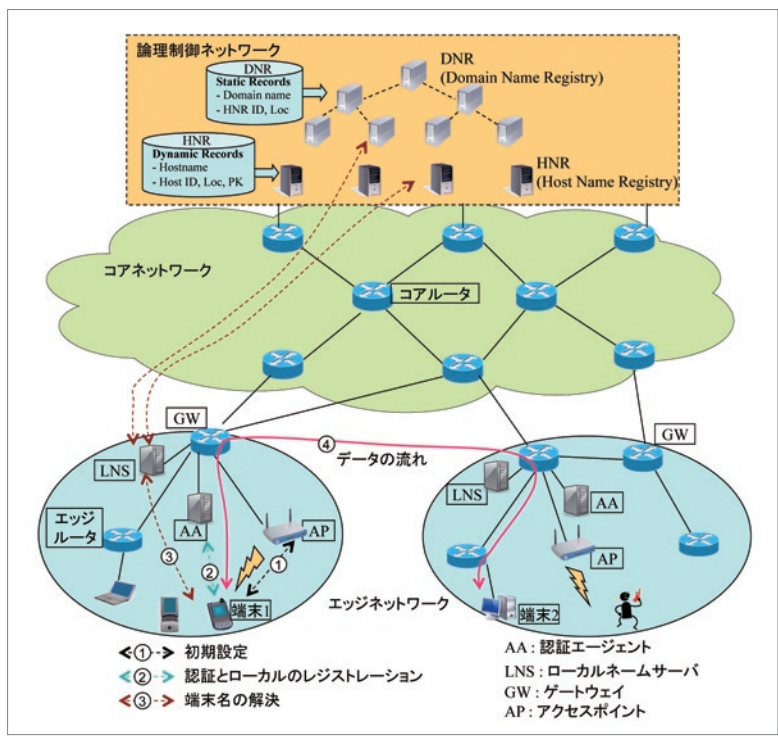 論理制御ネットワーク
DNR
Static Records
- Domain name
- HNR ID, Loc
DNR
(Domain Name Registry)
HNR
Dynamic Records
- Hostname
- Host ID, Loc, PK
HNR
(Host Name Registry)
コアネットワーク
コアルータ
GW
④
データの流れ
GW
LNS
LNS
エッジ
ルータ
AA
AP
AA
AP
③
②
①
端末1
エッジネットワーク
端末2
① 初期設定
② 認証とローカルのレジストレーション
③ 端末名の解決
AA : 認証エージェント
LNS : ローカルネームサーバ
GW : ゲートウェイ
AP : アクセスポイント